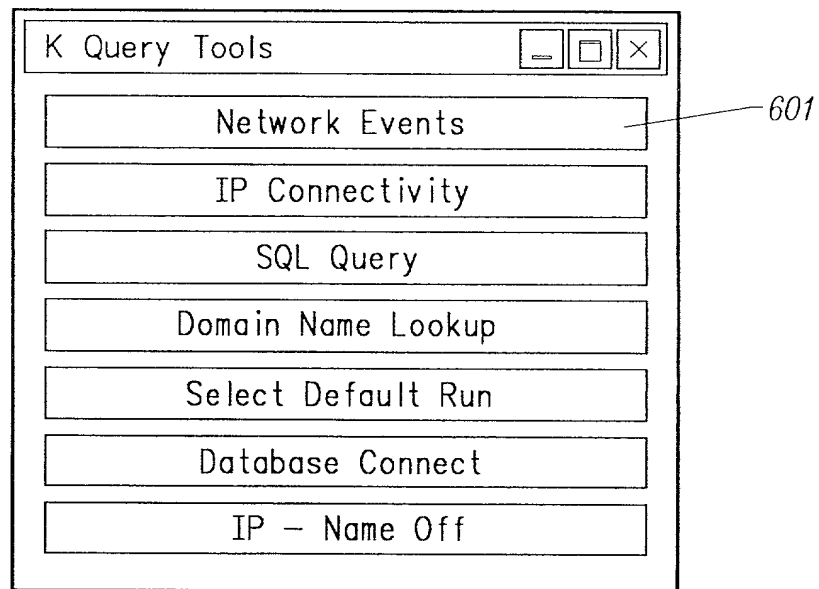 K Query Tools
Network Events
601
IP Connectivity
SQL Query
Domain Name Lookup
Select Default Run
Database Connect
IP – Name Off